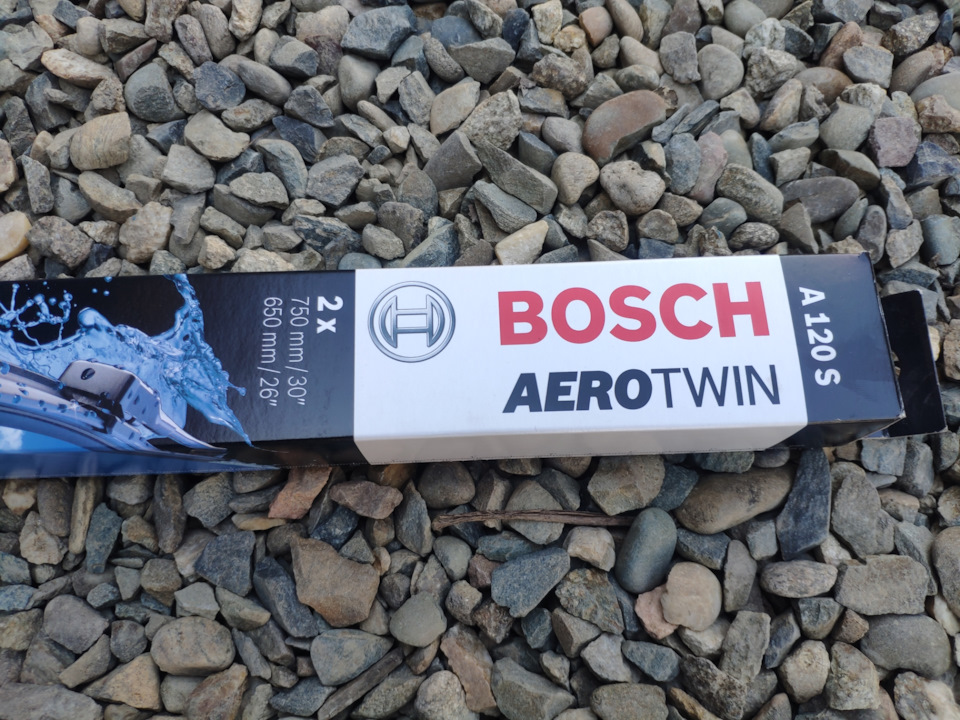 2 x
750 mm / 30"
650 mm / 26"
BOSCH
AEROTWIN
A 120 S